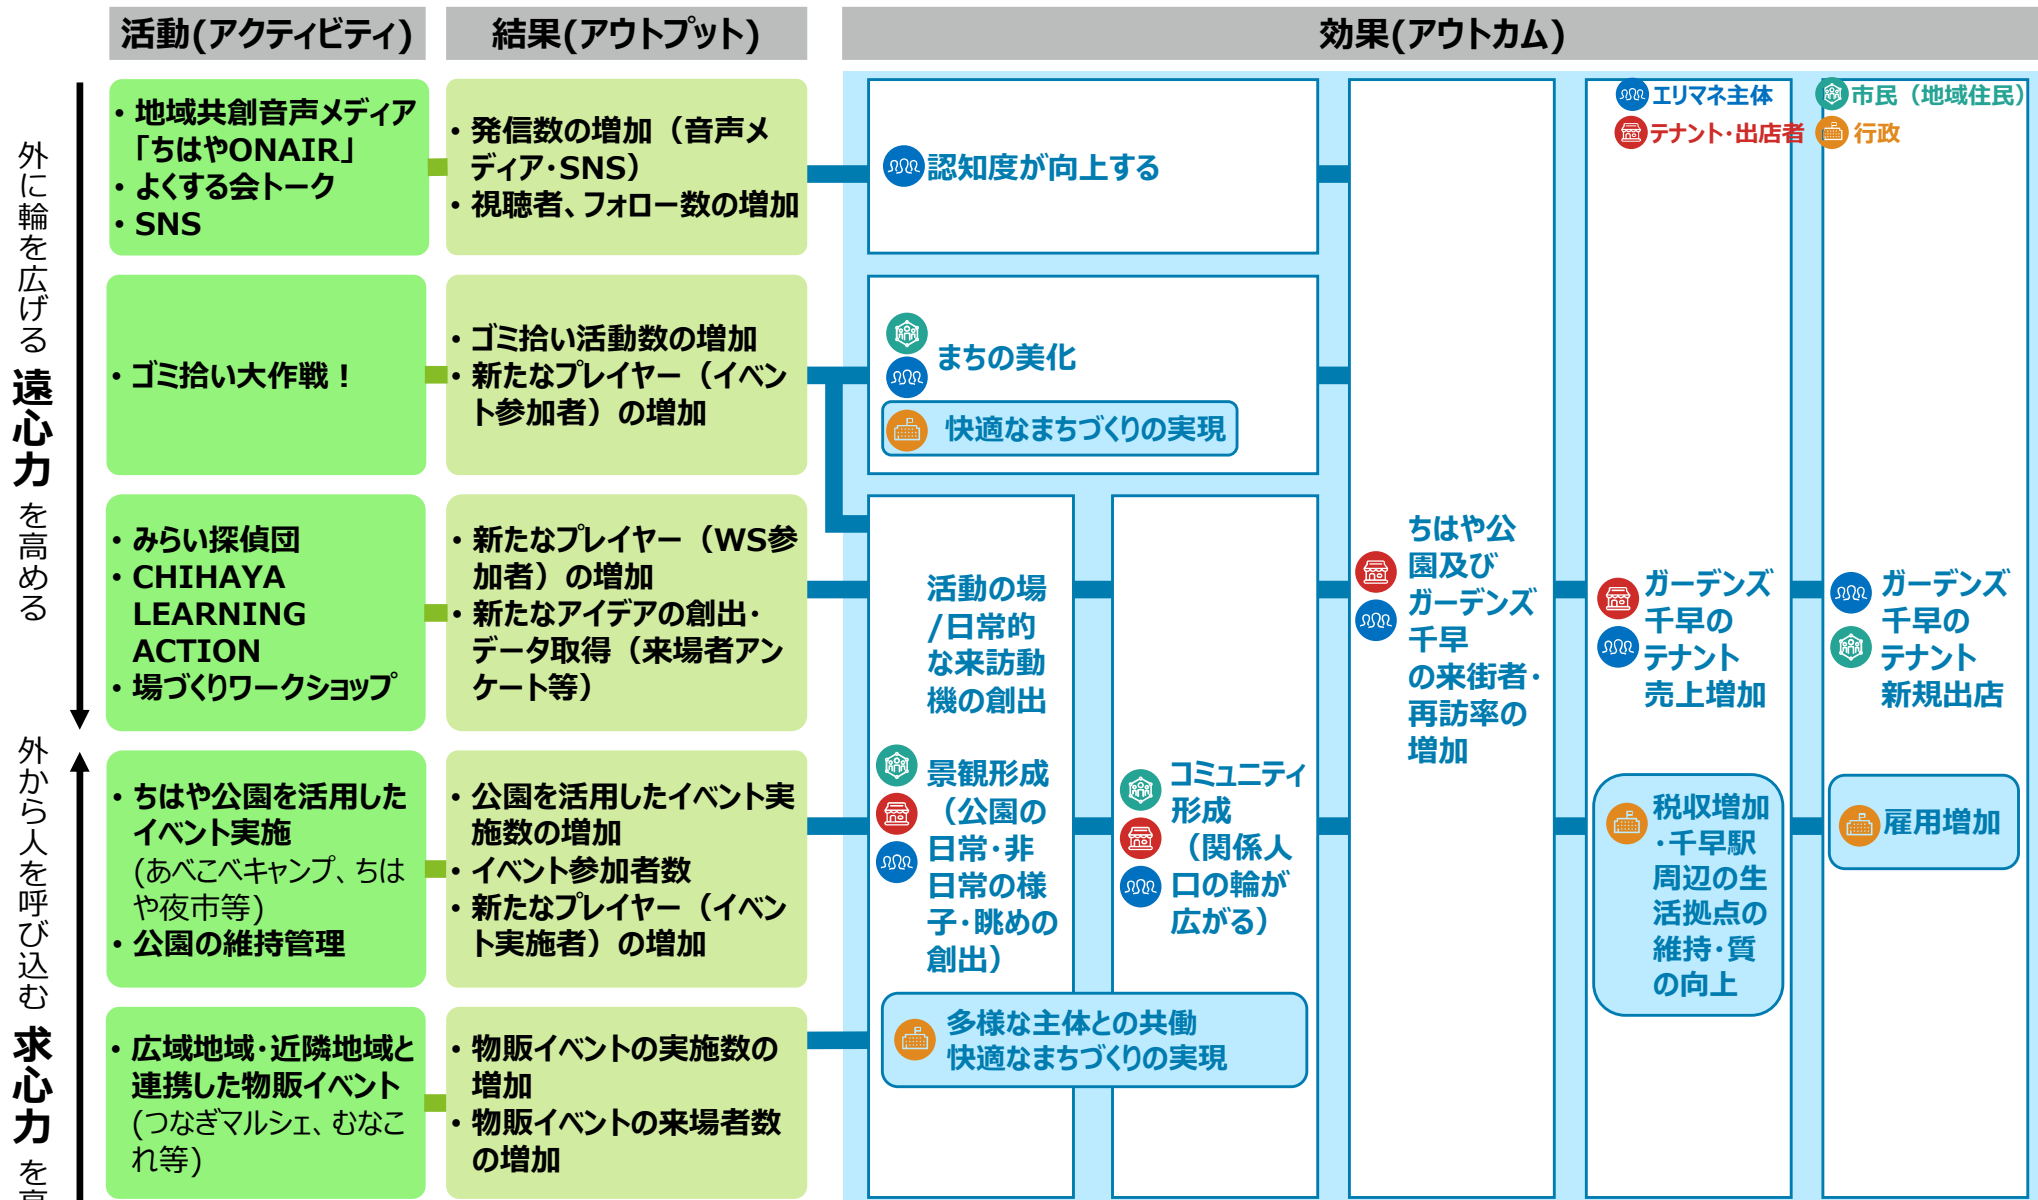 活動(アクティビティ)
結果(アウトプット)
効果(アウトカム)
外に輪を広げる 遠心力 を高める
外から人を呼び込む 求心力 を高
・地域共創音声メディア
「ちはやONAIR」
・よくする会トーク
・SNS
・発信数の増加（音声メ
ディア・SNS）
・視聴者、フォロー数の増加
認知度が向上する
エリマネ主体
市民（地域住民）
テナント・出店者
行政
・ゴミ拾い大作戦！
・ゴミ拾い活動数の増加
・新たなプレイヤー（イベン
ト参加者）の増加
まちの美化
快適なまちづくりの実現
・みらい探偵団
・CHIHAYA
LEARNING
ACTION
・場づくりワークショップ
・新たなプレイヤー（WS参
加者）の増加
・新たなアイデアの創出・
データ取得（来場者アン
ケート等）
活動の場
/日常的
な来訪動
機の創出
景観形成
（公園の
日常・非
日常の様
子・眺めの
創出）
コミュニティ
形成
（関係人
口の輪が
広がる）
多様な主体との共働
快適なまちづくりの実現
ちはや公
園及び
ガーデンズ
千早
の来街者・
再訪率の
増加
ガーデンズ
千早の
テナント
売上増加
税収増加
・千早駅
周辺の生
活拠点の
維持・質
の向上
ガーデンズ
千早の
テナント
新規出店
雇用増加
・ちはや公園を活用した
イベント実施
(あべこべキャンプ、ちは
や夜市等)
・公園の維持管理
・公園を活用したイベント実
施数の増加
・イベント参加者数
・新たなプレイヤー（イベン
ト実施者）の増加
・広域地域・近隣地域と
連携した物販イベント
(つなぎマルシェ、むなこ
れ等)
・物販イベントの実施数の
増加
・物販イベントの来場者数
の増加